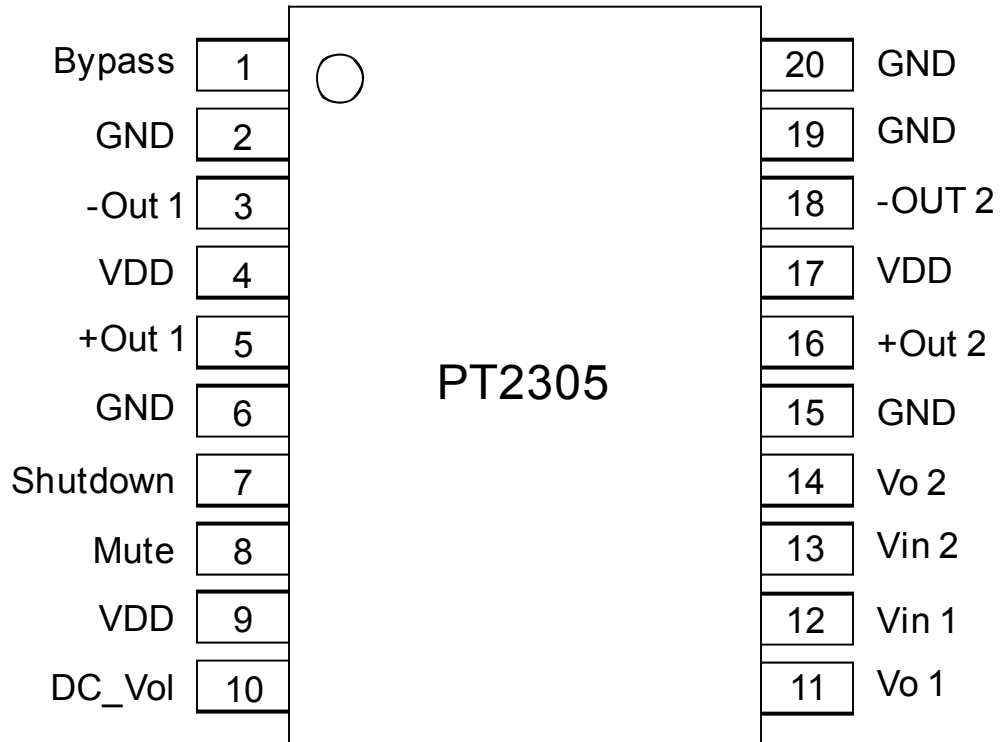 Bypass 1 20 GND
GND 2 19 GND
-Out 1 3 18 -OUT 2
VDD 4 17 VDD
+Out 1 5 16 +Out 2
PT2305
GND 6 15 GND
Shutdown 7 14 Vo 2
Mute 8 13 Vin 2
VDD 9 12 Vin 1
DC_Vol 10 11 Vo 1